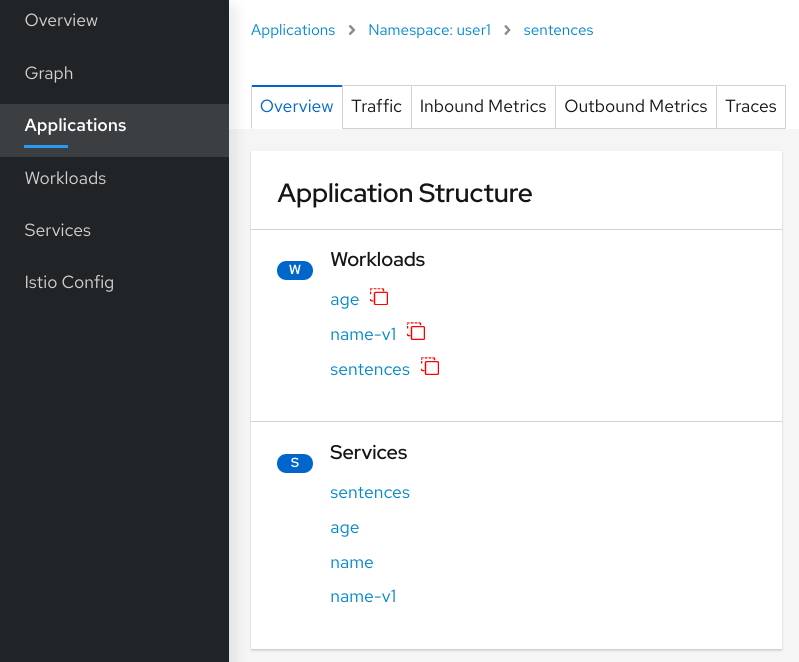 Overview
Graph
Applications
Workloads
Services
Istio Config
Applications > Namespace: user1 > sentences
Overview Traffic Inbound Metrics Outbound Metrics Traces
Application Structure
W Workloads
age
name-v1
sentences
S Services
sentences
age
name
name-v1